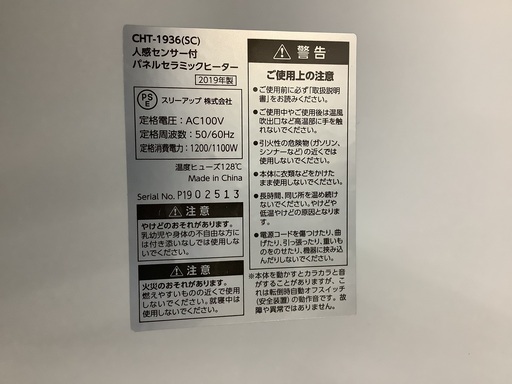 CHT-1936(SC)
人感センサー付
パネルセラミックヒーター
2019年製
PS
E
スリーアップ 株式会社
定格電圧：AC100V
定格周波数：50/60Hz
定格消費電力：1200/1100W
温度ヒューズ128℃
Made in China
Serial No. P1902513
注意
やけどのおそれがあります。
乳幼児や身体の不自由な方に
は付き添いなしでは使用しな
いでください。
注意
火災のおそれがあります。
燃えやすいものの近くで使用
しないでください。就寝中は
使用しないでください。
警告
ご使用上の注意
●ご使用前に必ず「取扱説明
書」をお読みください。
●ご使用中やご使用後は温風
吹出口など高温部に手を触
れないでください。
●引火性の危険物(ガソリン、
シンナーなど)の近くでは
使用しないでください。
●本体に衣類などをかけた
まま使用しないでください。
●長時間、同じ所を温め続け
ないでください。やけどや
低温やけどの原因となりま
す。
●電源コードを傷つけたり、曲
げたり、引っ張ったり、重いも
のをのせたり、機器に挟み込
んだりしないでください。
※本体を動かすとカラカラと音
がすることがありますが、こ
れは転倒時自動オフスイッチ
(安全装置)の動作音です。故
障や異常ではありません。